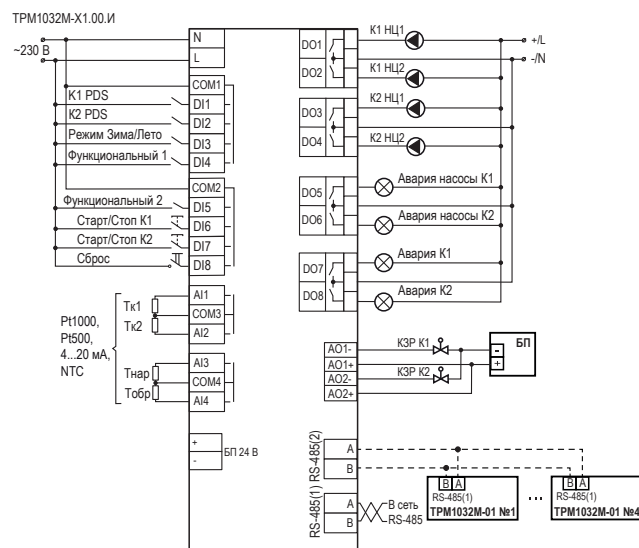 ТРМ1032М-Х1.00.И
~230 В
N
L
COM1
К1 PDS
DI1
К2 PDS
DI2
Режим Зима/Лето
DI3
Функциональный 1
DI4
COM2
Функциональный 2
DI5
Старт/Стоп К1
DI6
Старт/Стоп К2
DI7
Сброс
DI8
Pt1000,
Pt500,
4...20 мА,
NTC
Тк1
Тк2
AI1
COM3
AI2
Тнар
Тобр
AI3
COM4
AI4
+
-
БП 24 В
DO1
К1 НЦ1
+/L
-/N
DO2
К1 НЦ2
DO3
К2 НЦ1
DO4
К2 НЦ2
DO5
Авария насосы К1
DO6
Авария насосы К2
DO7
Авария К1
DO8
Авария К2
AO1-
КЗР К1
AO1+
AO2-
КЗР К2
AO2+
БП
-
+
RS-485(2)
A
B
RS-485(1)
A
B
В сеть
RS-485
B A
RS-485(1)
ТРМ1032М-01 №1
...
B A
RS-485(1)
ТРМ1032М-01 №4